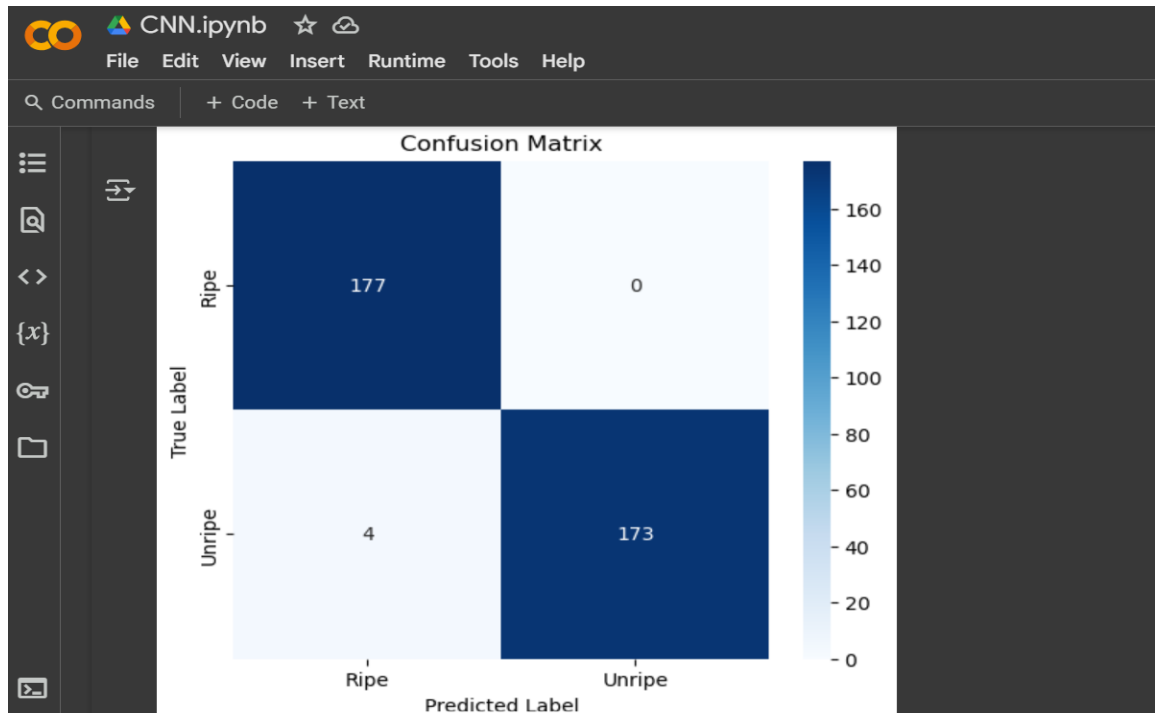 CNN.ipynb
File Edit View Insert Runtime Tools Help
Commands + Code + Text
Confusion Matrix
Ripe 177 0
Unripe 4 173
Ripe Unripe
True Label
Predicted Label
160
140
120
100
80
60
40
20
0
{x}